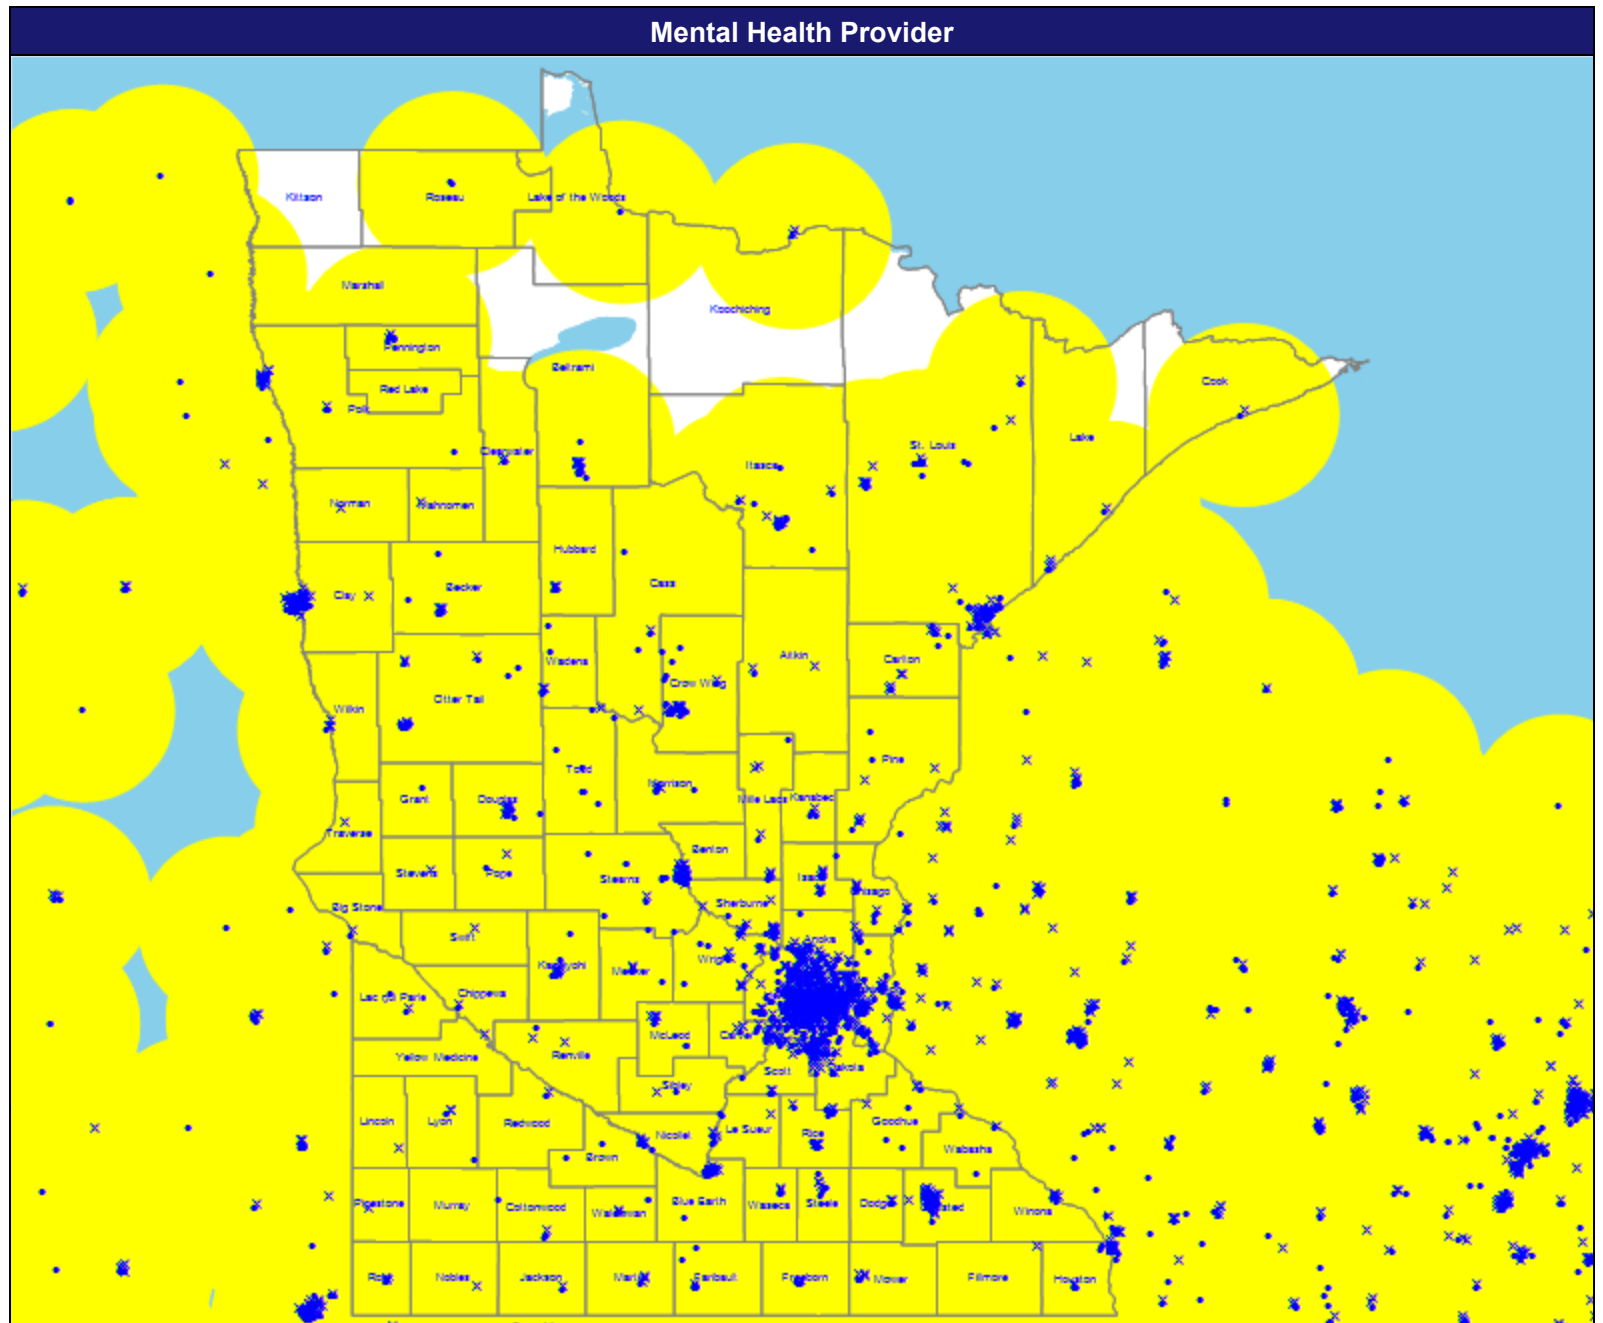 Mental Health Provider
Kittson
Roseau
Lake of the Woods
Marshall
Koochiching
Pennington
Beltrami
Red Lake
Cook
Polk
Lake
St. Louis
Clearwater
Itasca
Norman
Mahnomen
Hubbard
Becker
Cass
Clay
Aitkin
Carlton
Wadena
Crow Wing
Otter Tail
Wilkin
Pine
Todd
Morrison
Grant
Douglas
Mille Lacs
Kanabec
Traverse
Benton
Stevens
Pope
Stearns
Isanti
Chisago
Sherburne
Big Stone
Swift
Anoka
Wright
Kandiyohi
Meeker
Chippewa
Lac qui Parle
McLeod
Carver
Renville
Yellow Medicine
Scott
Dakota
Sibley
Lincoln
Lyon
Redwood
Goodhue
Le Sueur
Rice
Nicollet
Wabasha
Brown
Blue Earth
Pipestone
Murray
Cottonwood
Watonwan
Waseca
Steele
Dodge
Olmsted
Winona
Rock
Nobles
Jackson
Martin
Faribault
Freeborn
Mower
Fillmore
Houston